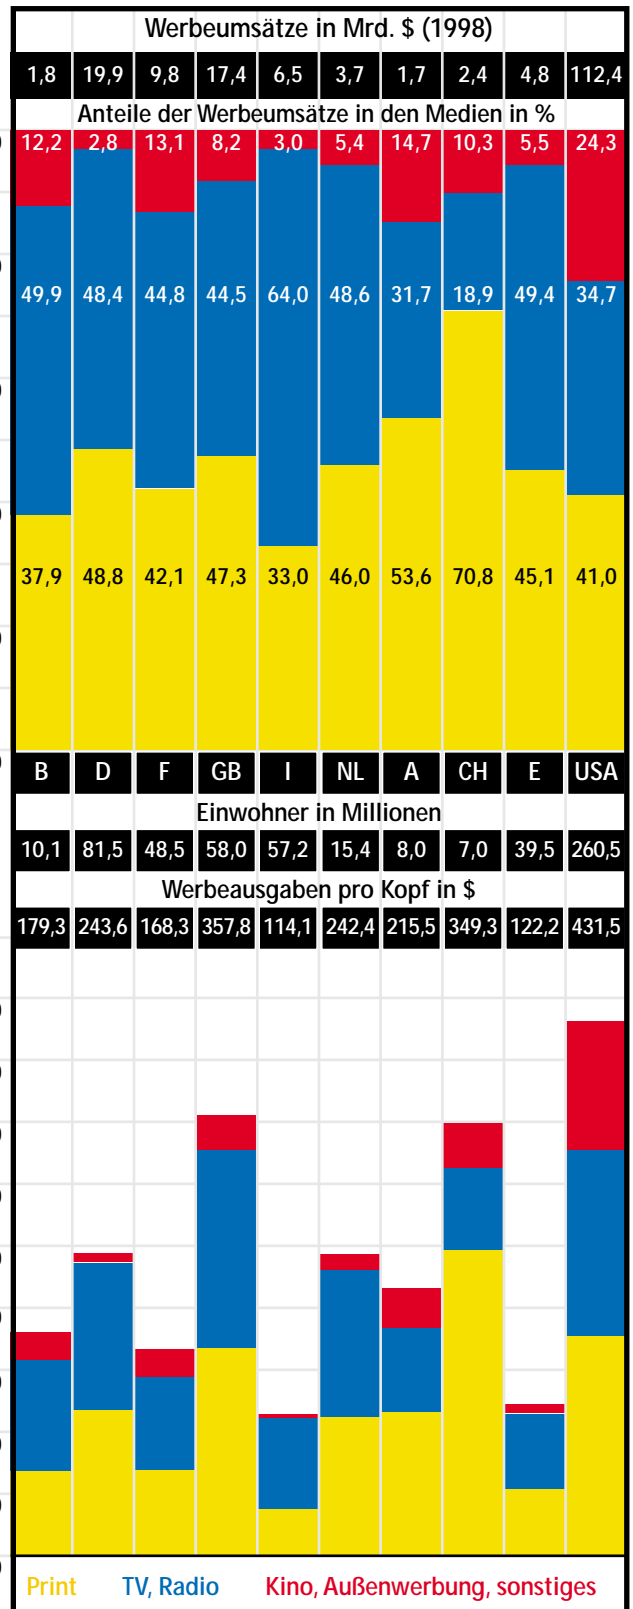 Werbeumsätze in Mrd. $ (1998)
1,8 19,9 9,8 17,4 6,5 3,7 1,7 2,4 4,8 112,4
Anteile der Werbeumsätze in den Medien in %
12,2 2,8 13,1 8,2 3,0 5,4 14,7 10,3 5,5 24,3
49,9 48,4 44,8 44,5 64,0 48,6 31,7 18,9 49,4 34,7
37,9 48,8 42,1 47,3 33,0 46,0 53,6 70,8 45,1 41,0
B D F GB I NL A CH E USA
Einwohner in Millionen
10,1 81,5 48,5 58,0 57,2 15,4 8,0 7,0 39,5 260,5
Werbeausgaben pro Kopf in $
179,3 243,6 168,3 357,8 114,1 242,4 215,5 349,3 122,2 431,5
Print TV, Radio Kino, Außenwerbung, sonstiges